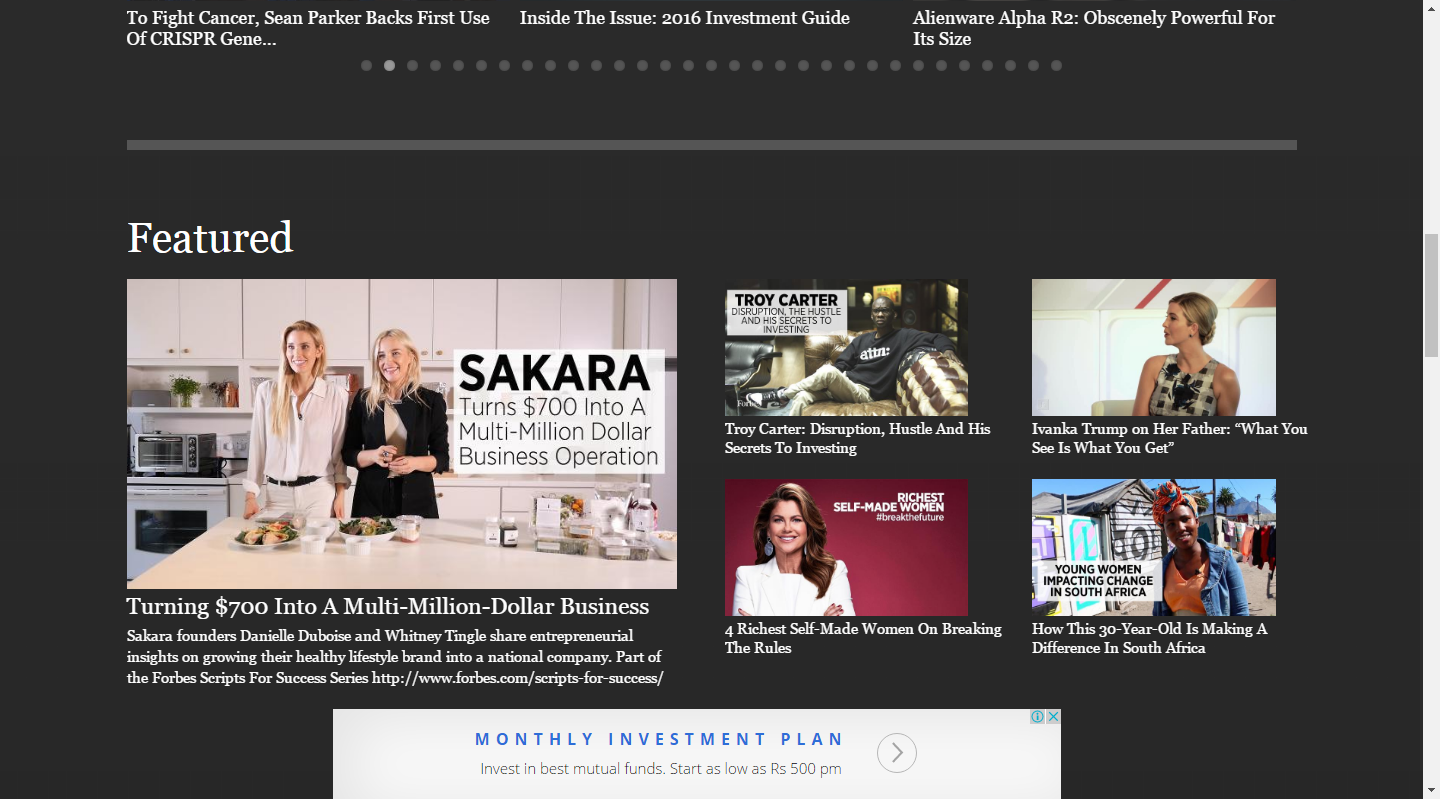 To Fight Cancer, Sean Parker Backs First Use
Of CRISPR Gene...
Inside The Issue: 2016 Investment Guide
Alienware Alpha R2: Obscenely Powerful For
Its Size
Featured
SAKARA
Turns $700 Into A
Multi-Million Dollar
Business Operation
Turning $700 Into A Multi-Million-Dollar Business
Sakara founders Danielle Duboise and Whitney Tingle share entrepreneurial
insights on growing their healthy lifestyle brand into a national company. Part of
the Forbes Scripts For Success Series http://www.forbes.com/scripts-for-success/
TROY CARTER
DISRUPTION, THE HUSTLE
AND HIS SECRETS TO
INVESTING
attn:
Forbes
Troy Carter: Disruption, Hustle And His
Secrets To Investing
Ivanka Trump on Her Father: “What You
See Is What You Get”
RICHEST
SELF-MADE WOMEN
#breakthefuture
4 Richest Self-Made Women On Breaking
The Rules
YOUNG WOMEN
IMPACTING CHANGE
IN SOUTH AFRICA
How This 30-Year-Old Is Making A
Difference In South Africa
MONTHLY INVESTMENT PLAN
Invest in best mutual funds. Start as low as Rs 500 pm